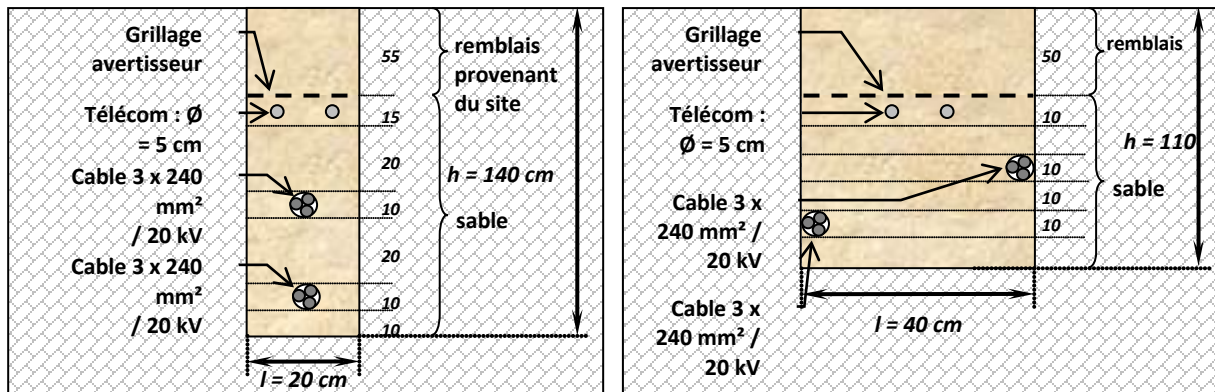 Grillage
avertisseur
Télécom : Ø
= 5 cm
Cable 3 x 240
mm²
/ 20 kV
Cable 3 x 240
mm²
/ 20 kV
55
15
20
10
20
10
10
remblais
provenant
du site
h = 140 cm
sable
l = 20 cm
Grillage
avertisseur
Télécom :
Ø = 5 cm
Cable 3 x
240 mm² /
20 kV
Cable 3 x
240 mm² /
20 kV
50
10
10
10
10
remblais
h = 110
sable
l = 40 cm